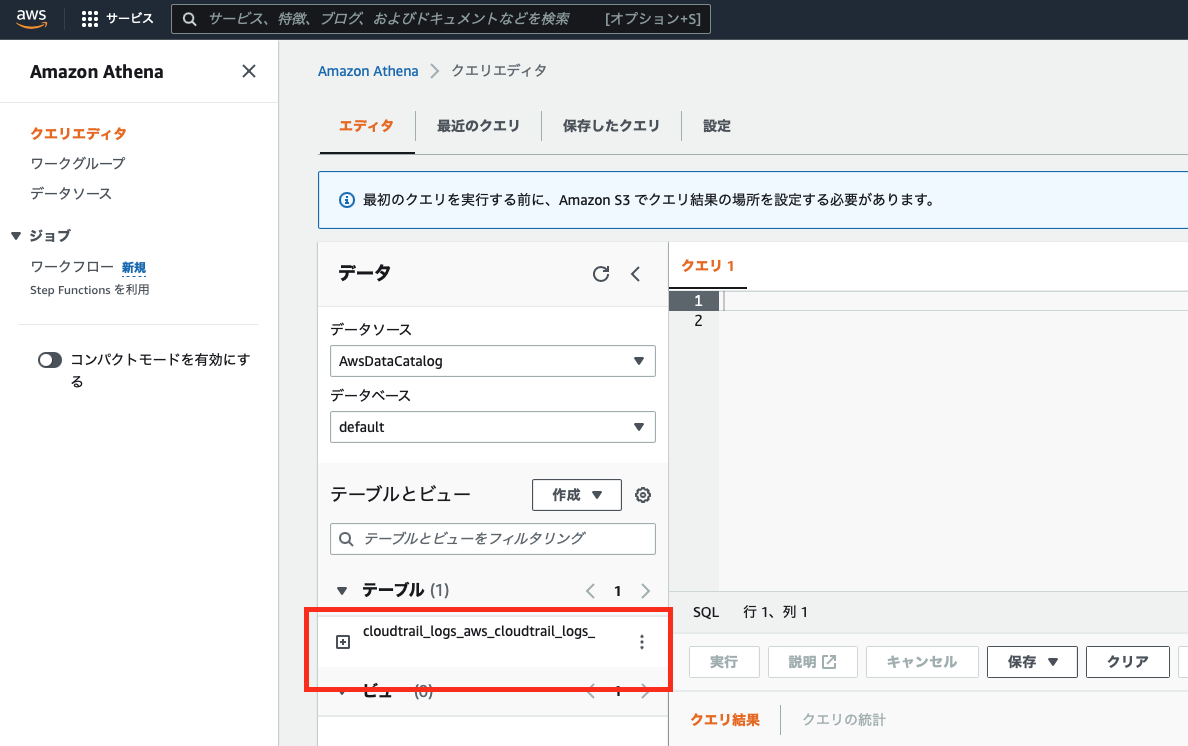 aws
サービス
サービス、特徴、ブログ、およびドキュメントなどを検索
[オプション+S]
Amazon Athena
クエリエディタ
ワークグループ
データソース
ジョブ
ワークフロー 新規
Step Functions を利用
コンパクトモードを有効にす
る
Amazon Athena
クエリエディタ
エディタ
最近のクエリ
保存したクエリ
設定
最初のクエリを実行する前に、Amazon S3 でクエリ結果の場所を設定する必要があります。
データ
データソース
AwsDataCatalog
データベース
default
テーブルとビュー
作成
テーブルとビューをフィルタリング
テーブル (1)
1
cloudtrail_logs_aws_cloudtrail_logs_
ビュー (0)
1
クエリ 1
1
2
SQL
行 1、列 1
実行
説明
キャンセル
保存
クリア
クエリ結果
クエリの統計